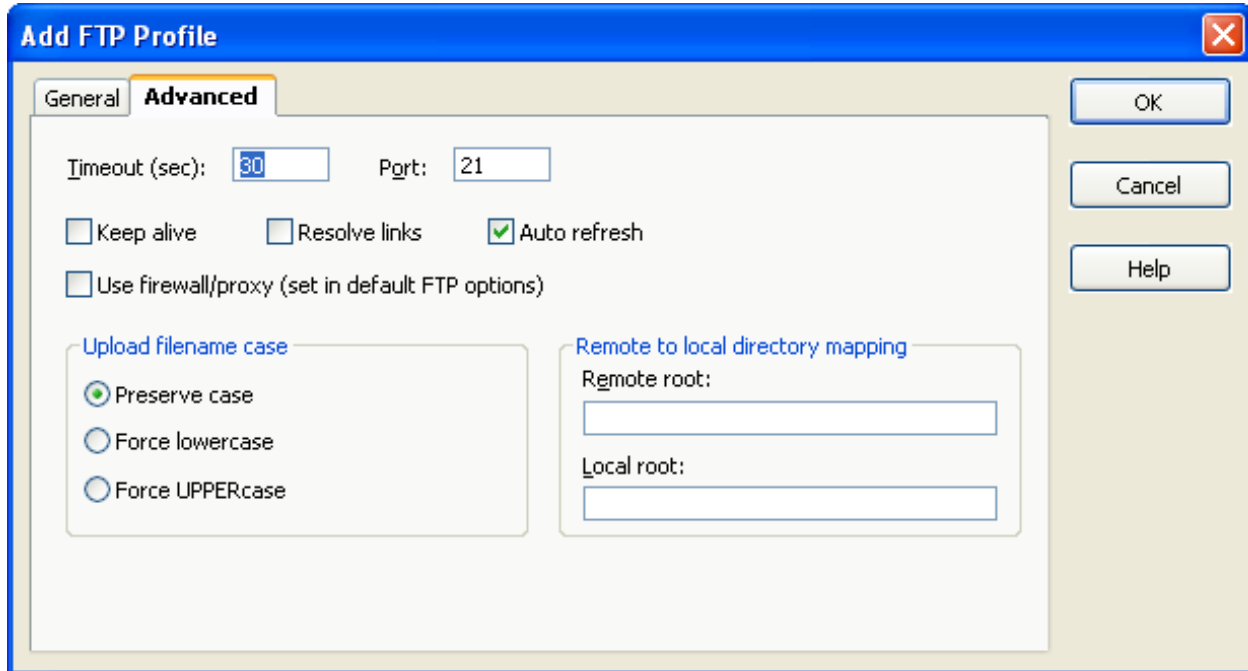 Add FTP Profile
General Advanced
OK
Timeout (sec): 30 Port: 21
Cancel
Keep alive Resolve links Auto refresh
Help
Use firewall/proxy (set in default FTP options)
Upload filename case
Preserve case
Force lowercase
Force UPPERcase
Remote to local directory mapping
Remote root:
Local root: